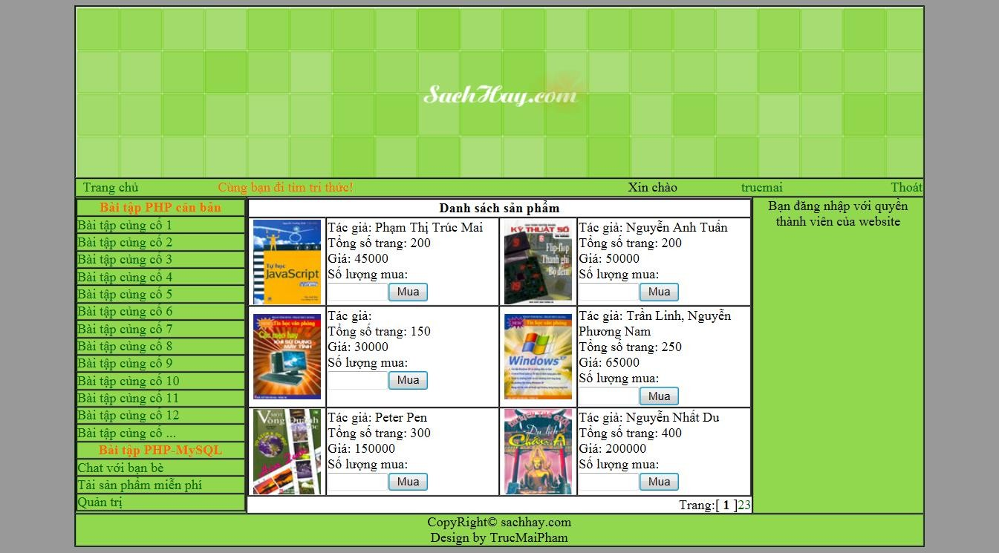 SachHay.com
Trang chủ
Cùng bạn đi tìm tri thức!
Xin chào
trucmai
Thoát
Bài tập PHP căn bản
Bài tập củng cố 1
Bài tập củng cố 2
Bài tập củng cố 3
Bài tập củng cố 4
Bài tập củng cố 5
Bài tập củng cố 6
Bài tập củng cố 7
Bài tập củng cố 8
Bài tập củng cố 9
Bài tập củng cố 10
Bài tập củng cố 11
Bài tập củng cố 12
Bài tập củng cố ...
Bài tập PHP-MySQL
Chat với bạn bè
Tải sản phẩm miễn phí
Quản trị
Danh sách sản phẩm
Tự học
JavaScript
Tác giả: Phạm Thị Trúc Mai
Tổng số trang: 200
Giá: 45000
Số lượng mua:
Mua
KỸ THUẬT SỐ
Flip-flop
Thanh ghi
Bộ đếm
Tác giả: Nguyễn Anh Tuấn
Tổng số trang: 200
Giá: 50000
Số lượng mua:
Mua
Tin học văn phòng
Các mẹo hay
KHI SỬ DỤNG
MÁY TÍNH
Tác giả:
Tổng số trang: 150
Giá: 30000
Số lượng mua:
Mua
Tin học văn phòng
Windows XP
Tác giả: Trần Linh, Nguyễn
Phương Nam
Tổng số trang: 250
Giá: 65000
Số lượng mua:
Mua
MỘT
Vòng Quanh
Tác giả: Peter Pen
Tổng số trang: 300
Giá: 150000
Số lượng mua:
Mua
Du lịch
Châu Á
Tác giả: Nguyễn Nhất Du
Tổng số trang: 400
Giá: 200000
Số lượng mua:
Mua
Trang:[ 1 ]23
Bạn đăng nhập với quyền
thành viên của website
CopyRight© sachhay.com
Design by TrucMaiPham